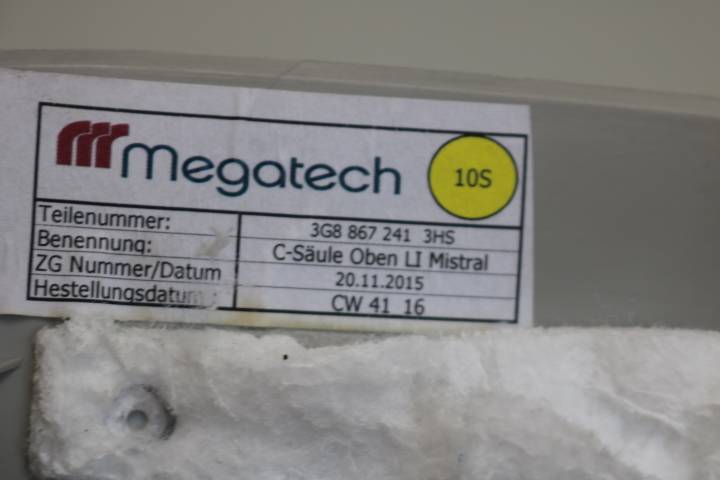 megatech
10S
Teilenummer: 3G8 867 241 3HS
Benennung: C-Säule Oben LI Mistral
ZG Nummer/Datum 20.11.2015
Hestellungsdatum: CW 41 16